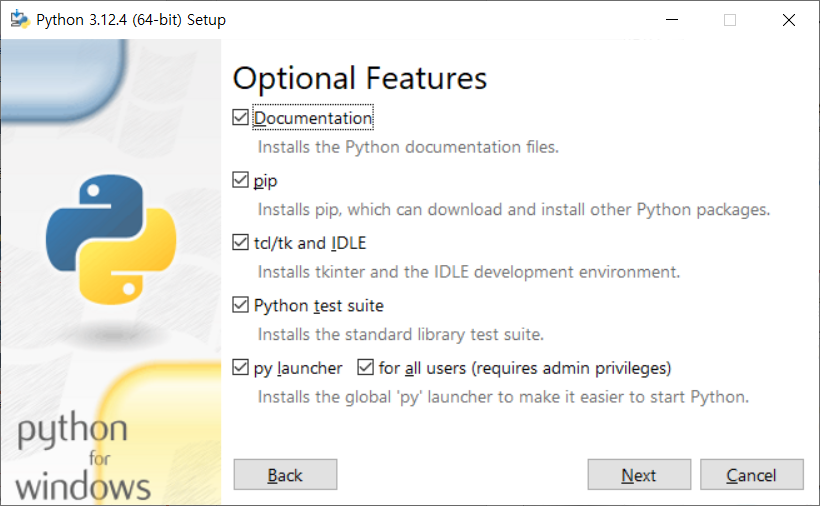 Python 3.12.4 (64-bit) Setup
Optional Features
Documentation
Installs the Python documentation files.
pip
Installs pip, which can download and install other Python packages.
tcl/tk and IDLE
Installs tkinter and the IDLE development environment.
Python test suite
Installs the standard library test suite.
py launcher for all users (requires admin privileges)
Installs the global 'py' launcher to make it easier to start Python.
python
for
windows
Back Next Cancel